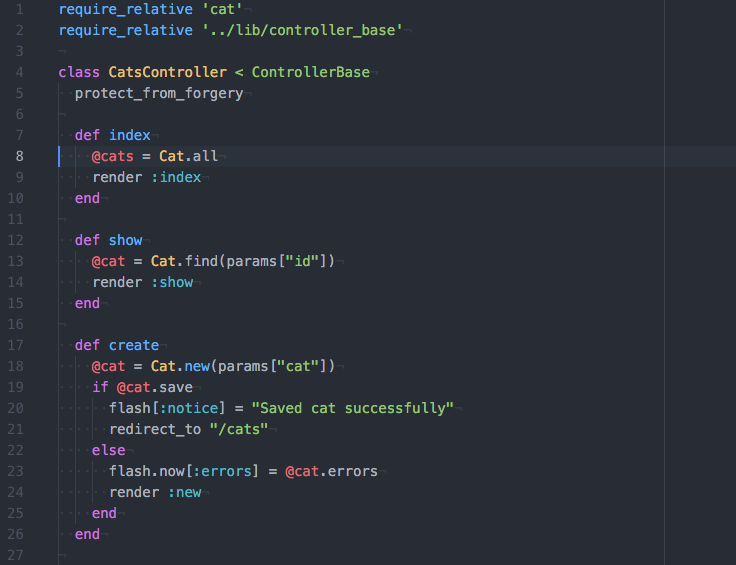 1 require_relative 'cat'
2 require_relative '../lib/controller_base'
3
4 class CatsController < ControllerBase
5   protect_from_forgery
6
7   def index
8     @cats = Cat.all
9     render :index
10   end
11
12   def show
13     @cat = Cat.find(params["id"])
14     render :show
15   end
16
17   def create
18     @cat = Cat.new(params["cat"])
19     if @cat.save
20       flash[:notice] = "Saved cat successfully"
21       redirect_to "/cats"
22     else
23       flash.now[:errors] = @cat.errors
24       render :new
25     end
26   end
27